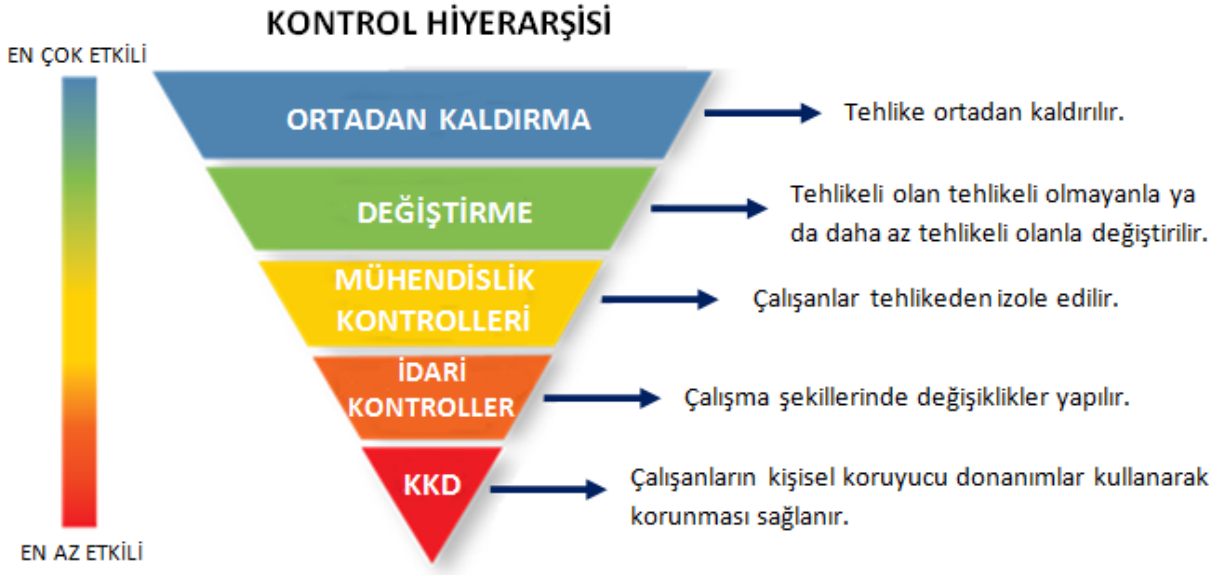 KONTROL HİYERARŞİSİ
EN ÇOK ETKİLİ
ORTADAN KALDIRMA
Tehlike ortadan kaldırılır.
DEĞİŞTİRME
Tehlikeli olan tehlikeli olmayanla ya
da daha az tehlikeli olanla değiştirilir.
MÜHENDİSLİK
KONTROLLERİ
Çalışanlar tehlikeden izole edilir.
İDARİ
KONTROLLER
Çalışma şekillerinde değişiklikler yapılır.
KKD
Çalışanların kişisel koruyucu donanımlar kullanarak
korunması sağlanır.
EN AZ ETKİLİ